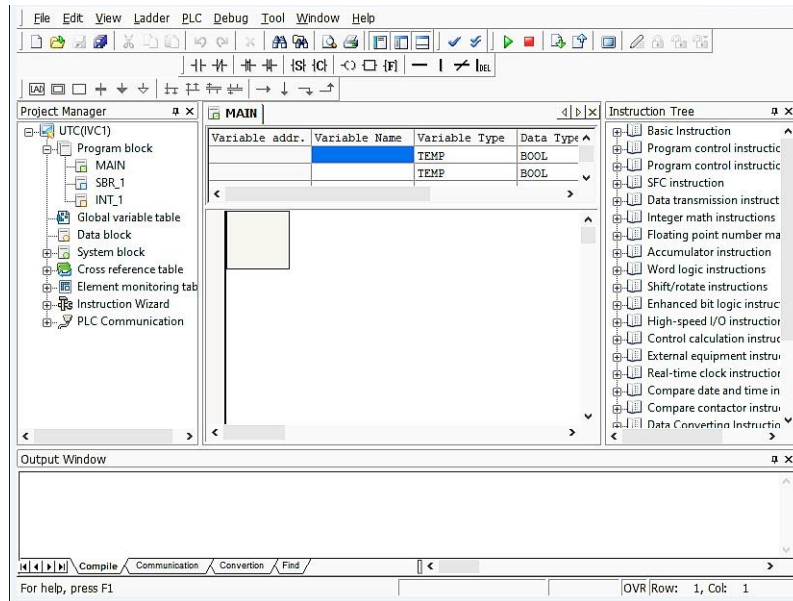 File Edit View Ladder PLC Debug Tool Window Help
LAD
{S} {C} {F} DEL
Project Manager
UTC(IVC1)
Program block
MAIN
SBR_1
INT_1
Global variable table
Data block
System block
Cross reference table
Element monitoring tab
Instruction Wizard
PLC Communication
MAIN
Variable addr. Variable Name Variable Type Data Type
TEMP BOOL
TEMP BOOL
Instruction Tree
Basic Instruction
Program control instructic
Program control instructic
SFC instruction
Data transmission instruct
Integer math instructions
Floating point number ma
Accumulator instruction
Word logic instructions
Shift/rotate instructions
Enhanced bit logic instruc
High-speed I/O instruction
Control calculation instruc
External equipment instru
Real-time clock instruction
Compare date and time in
Compare contactor instru
Data Converting Instructio
Output Window
Compile Communication Convertion Find
For help, press F1
OVR Row: 1, Col: 1